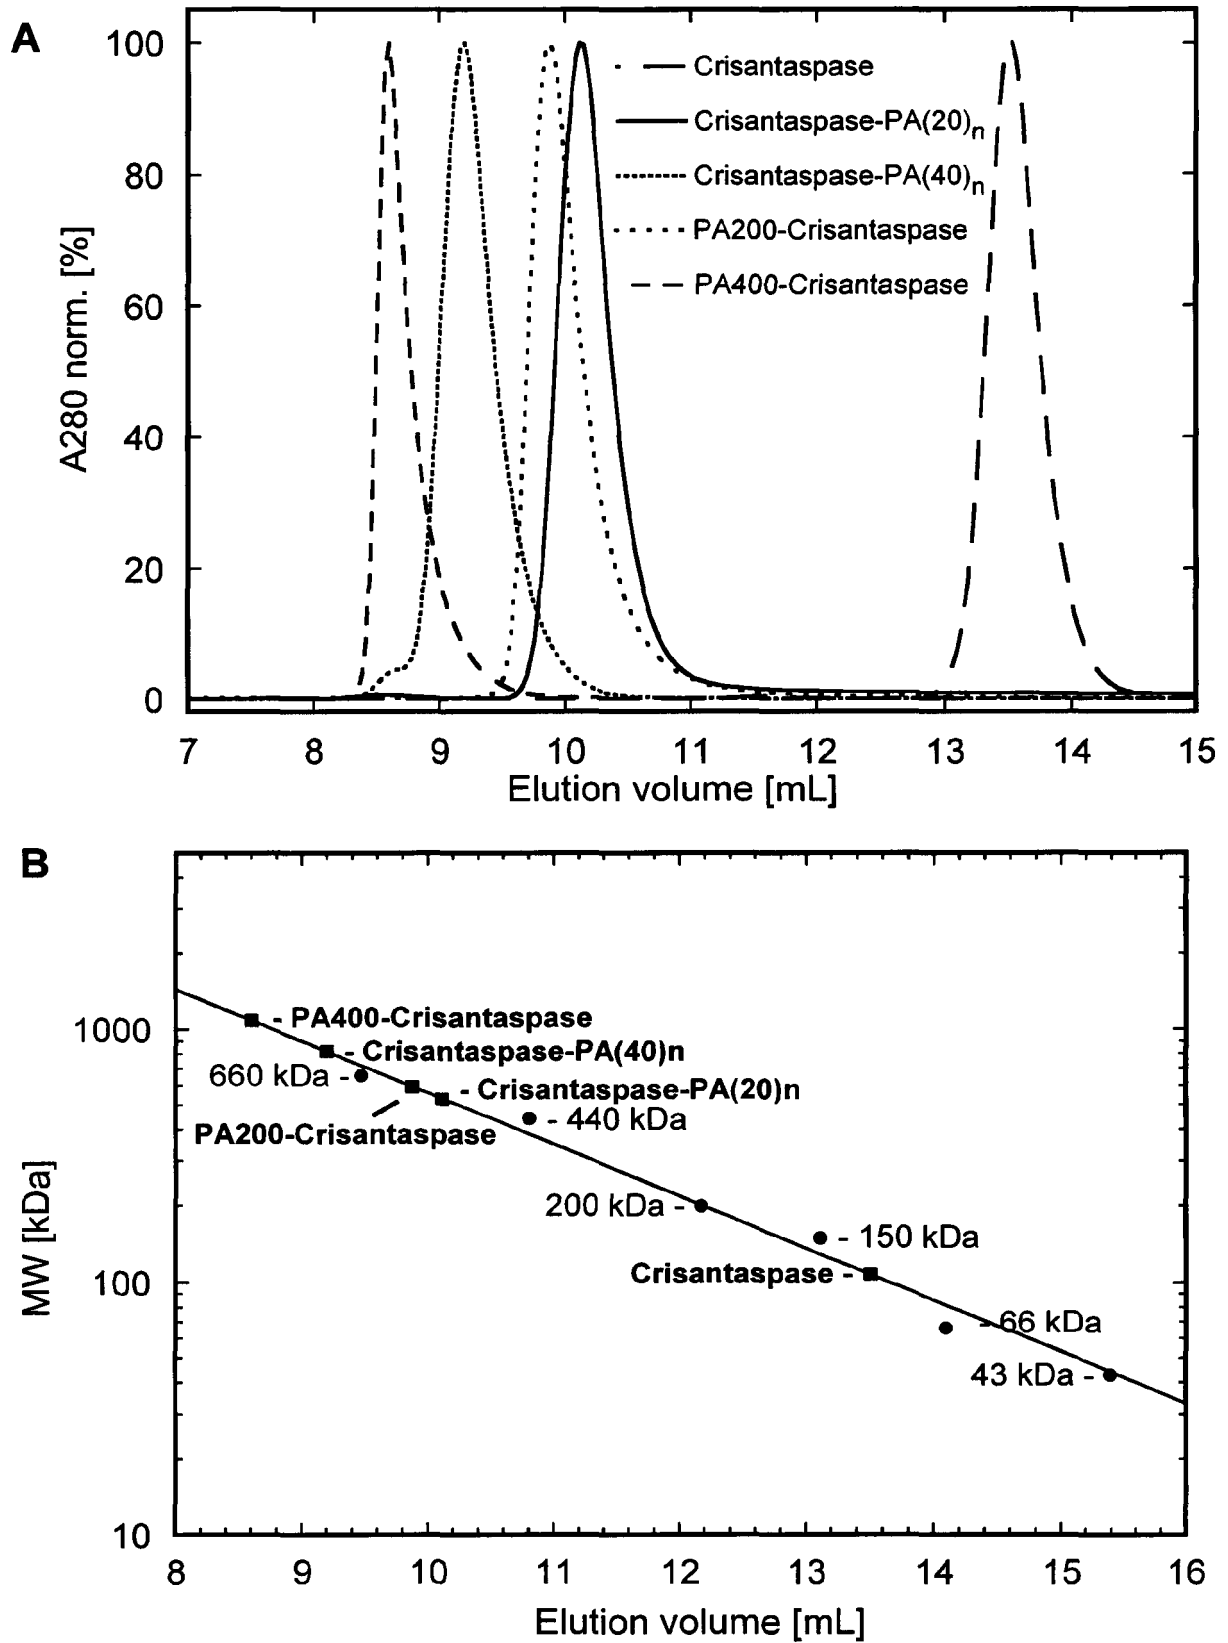 A
100
80
60
40
20
0
A280 norm. [%]
Crisantaspase
Crisantaspase-PA(20)n
Crisantaspase-PA(40)n
PA200-Crisantaspase
PA400-Crisantaspase
7 8 9 10 11 12 13 14 15
Elution volume [mL]
B
1000
100
10
MW [kDa]
- PA400-Crisantaspase
- Crisantaspase-PA(40)n
660 kDa -
- Crisantaspase-PA(20)n
- 440 kDa
PA200-Crisantaspase
200 kDa -
- 150 kDa
Crisantaspase -
- 66 kDa
43 kDa -
8 9 10 11 12 13 14 15 16
Elution volume [mL]